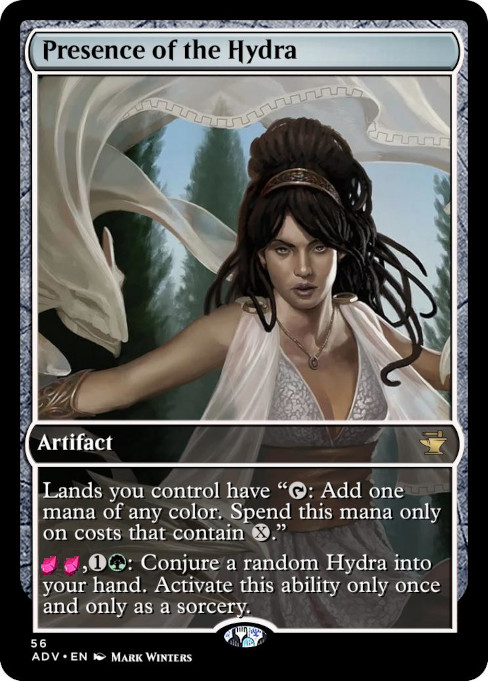 Presence of the Hydra
Artifact
Lands you control have “: Add one
mana of any color. Spend this mana only
on costs that contain X.”
,1: Conjure a random Hydra into
your hand. Activate this ability only once
and only as a sorcery.
56
ADV • EN Mark Winters